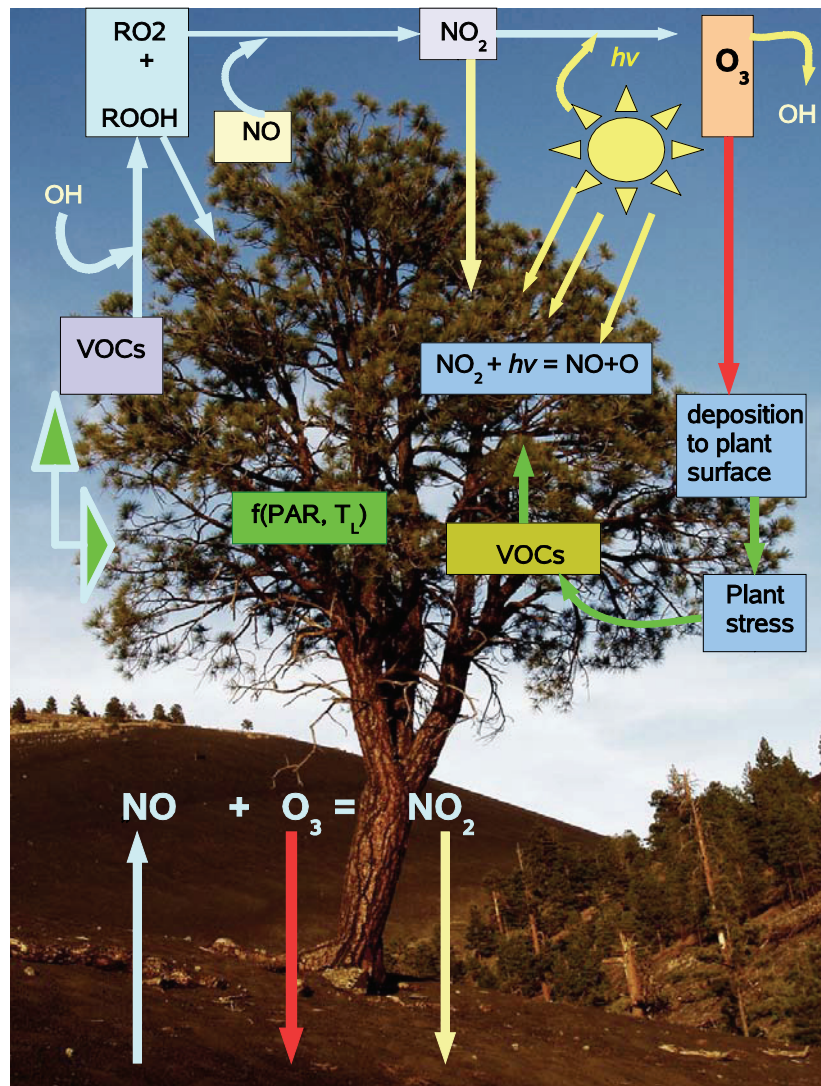 RO2
+
ROOH
NO
NO₂
hv
O₃
OH
OH
VOCs
NO₂ + hv = NO+O
deposition
to plant
surface
f(PAR, T_L)
VOCs
Plant
stress
NO + O₃ = NO₂